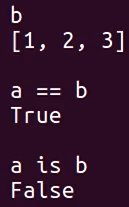 b
[1, 2, 3]
a == b
True
a is b
False